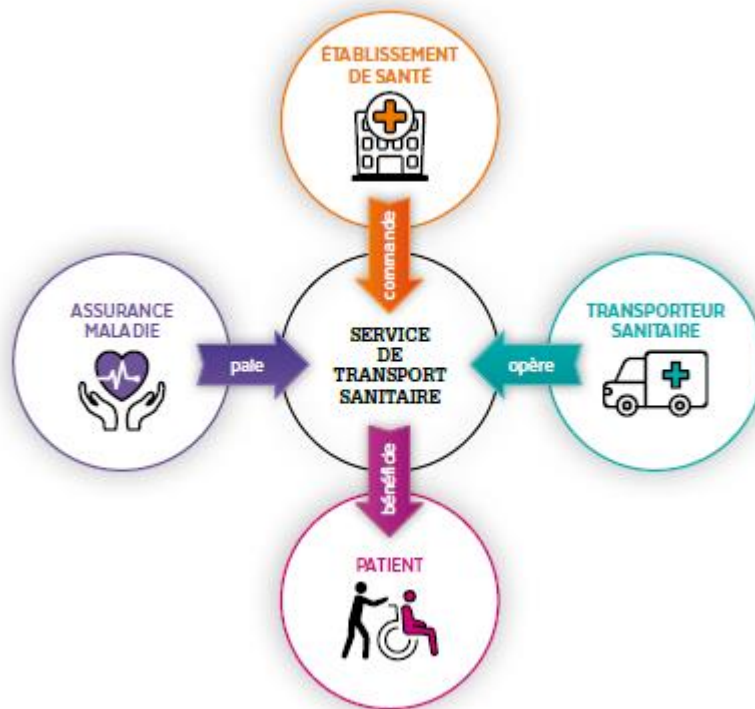 ÉTABLISSEMENT
DE SANTÉ
commande
ASSURANCE
MALADIE
paie
SERVICE
DE
TRANSPORT
SANITAIRE
opère
TRANSPORTEUR
SANITAIRE
bénéficie
PATIENT